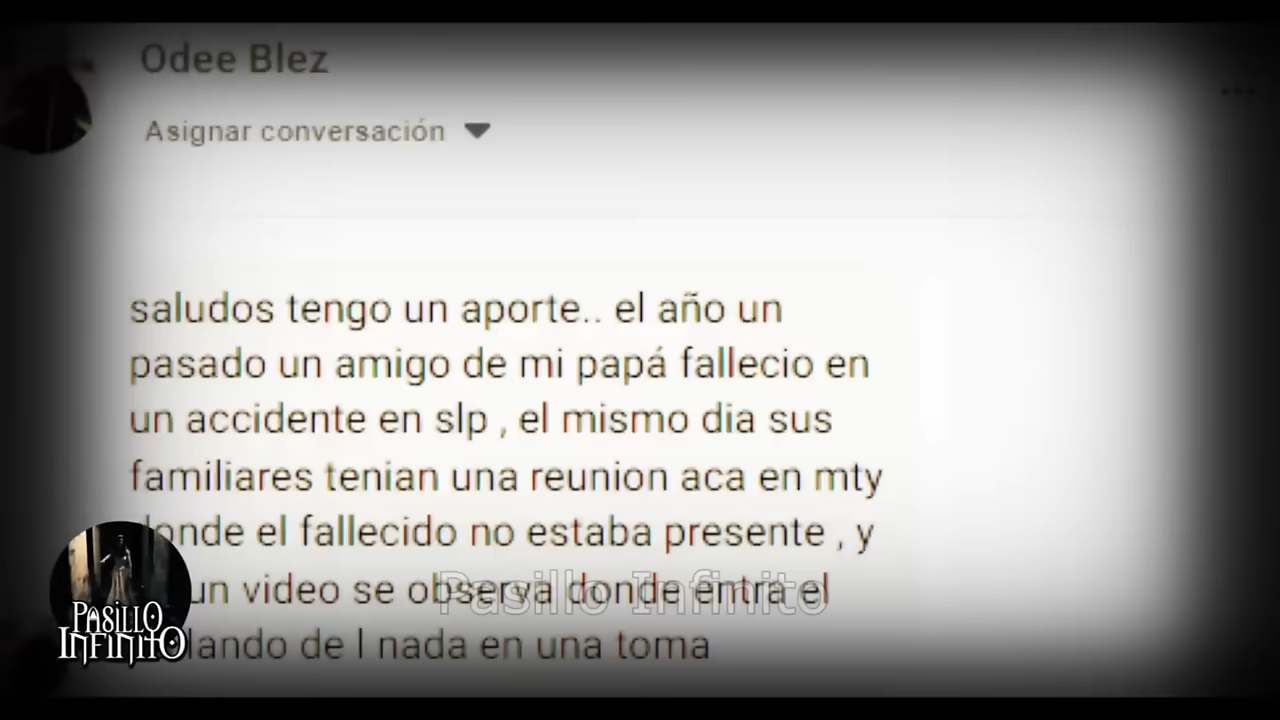 Odee Blez
Asignar conversación
saludos tengo un aporte.. el año un
pasado un amigo de mi papá fallecio en
un accidente en slp , el mismo dia sus
familiares tenian una reunion aca en mty
donde el fallecido no estaba presente , y
un video se observa donde entra el
de l nada en una toma
Pasillo Infinito
PASILLO
INFINITO